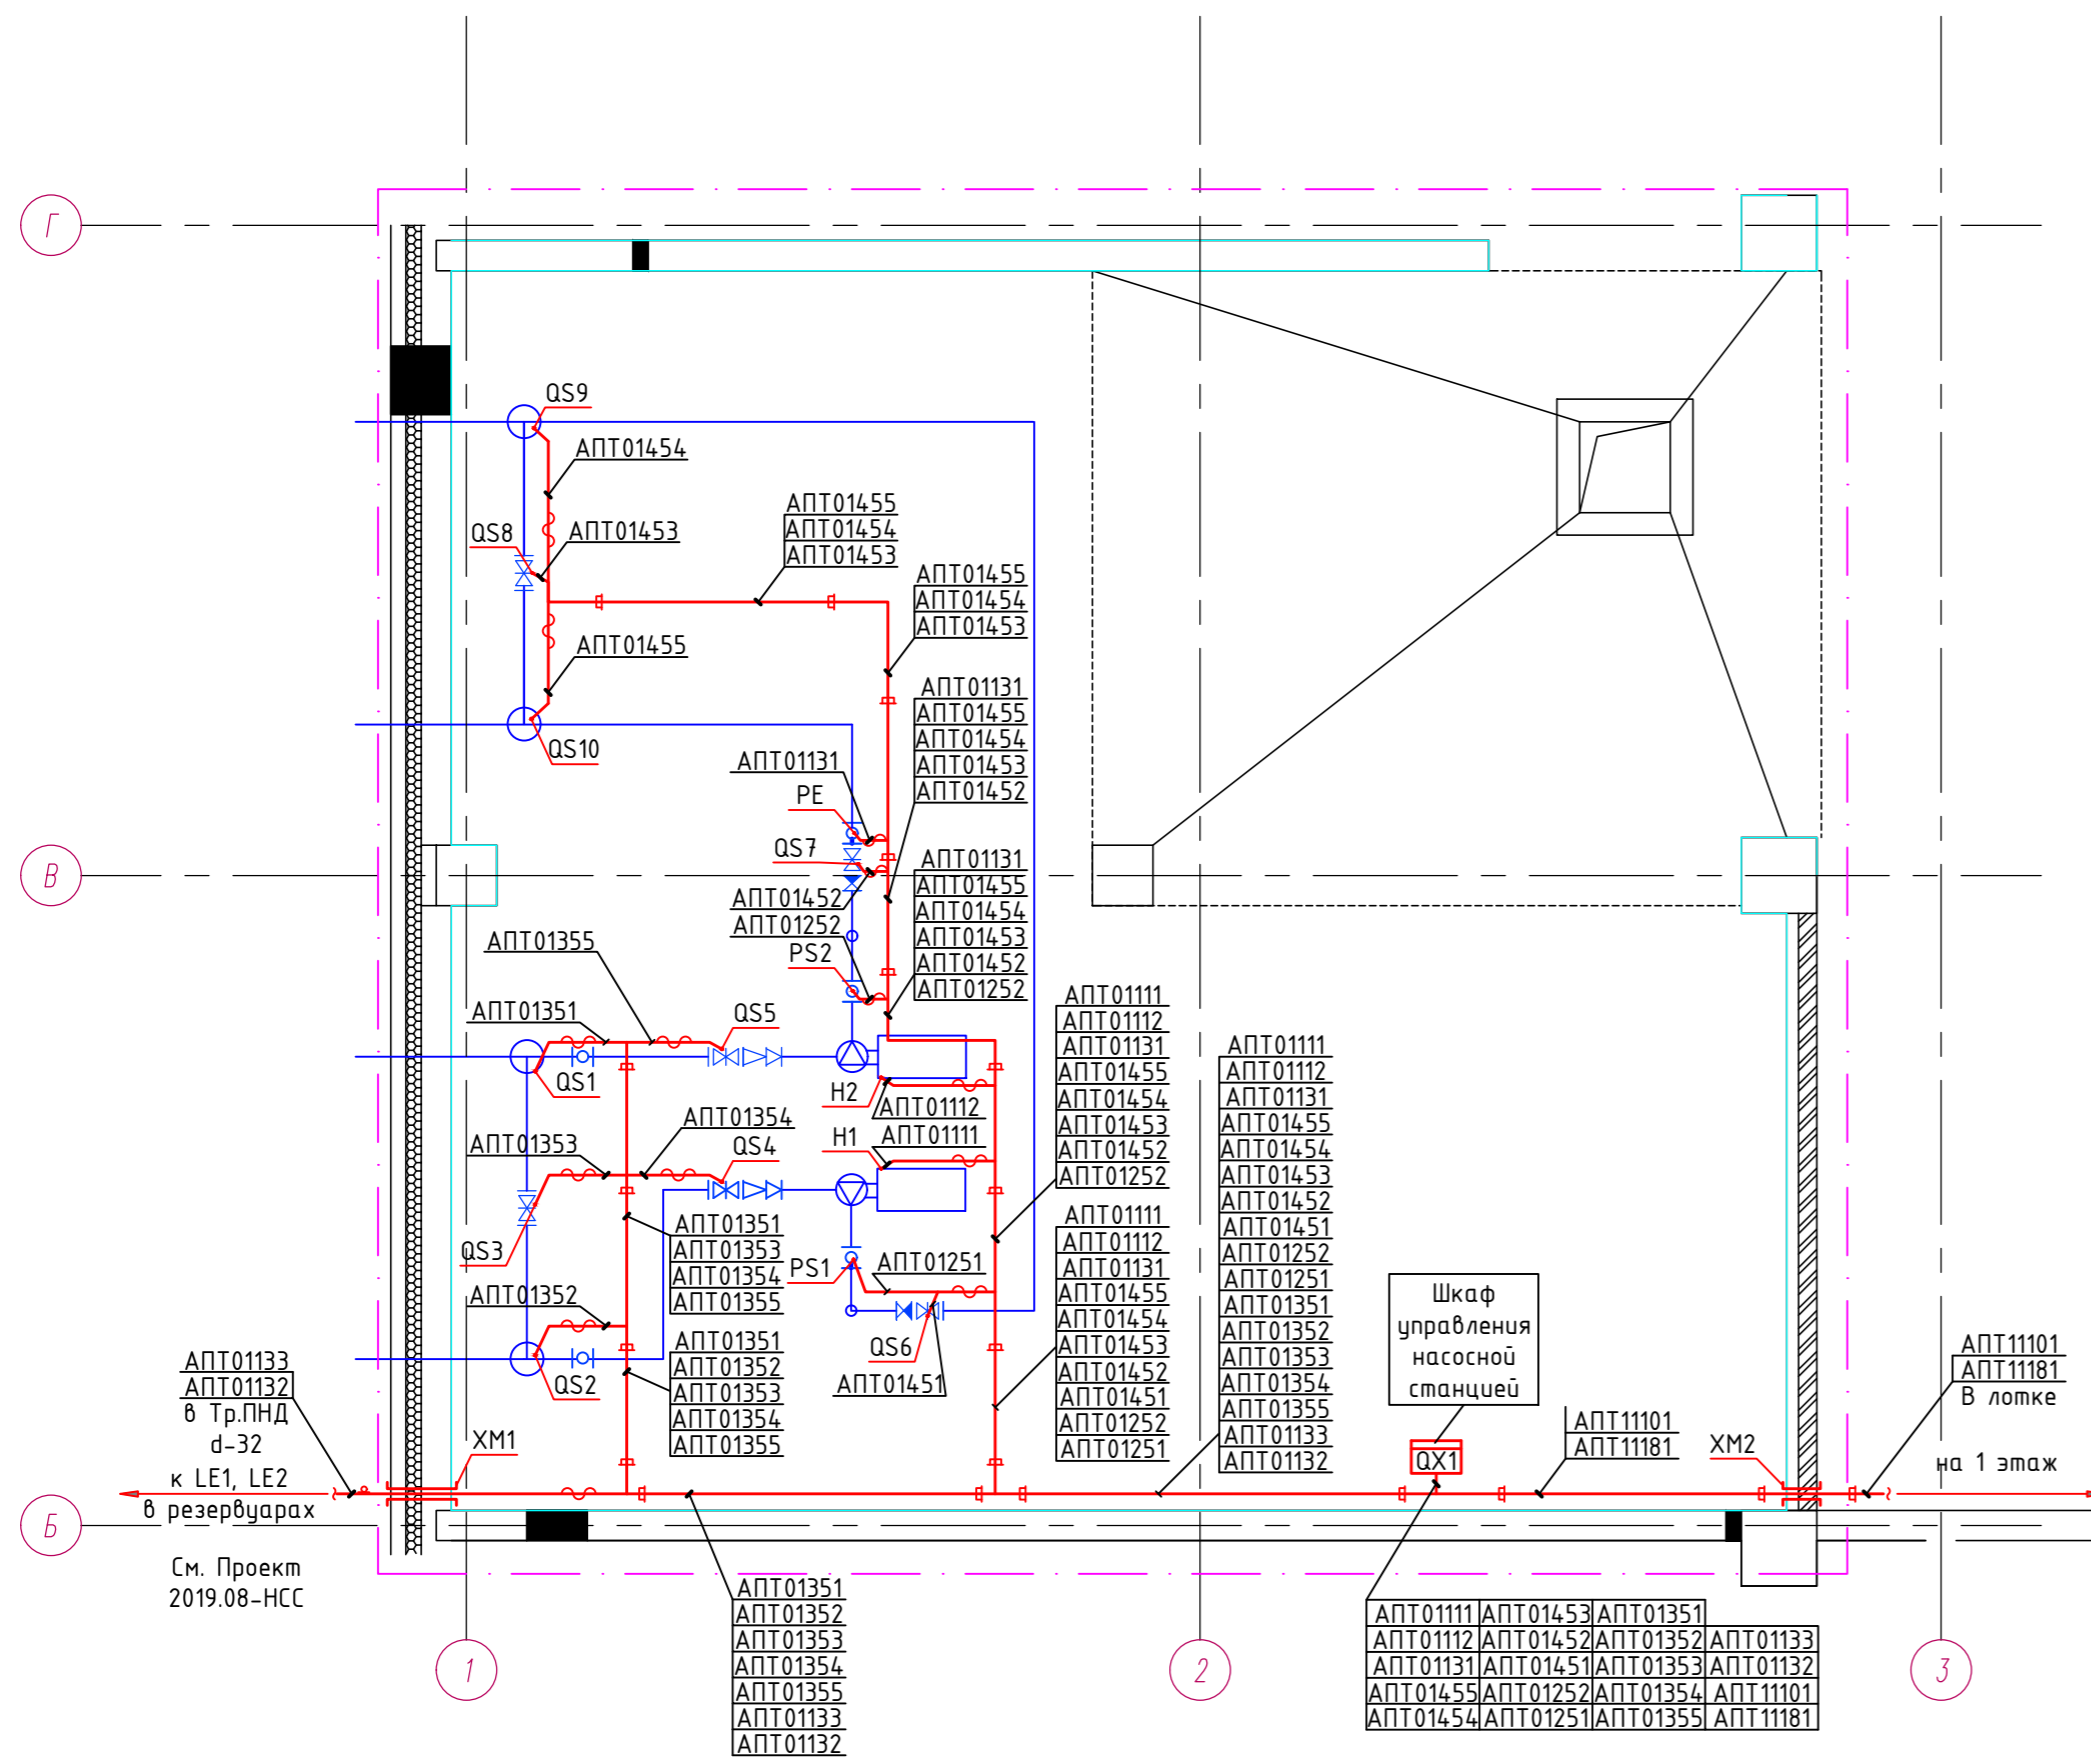 Г
QS9
АПТ01454
QS8
АПТ01453
АПТ01455
АПТ01454
АПТ01453
АПТ01455
АПТ01454
АПТ01453
АПТ01455
QS10
АПТ01131
АПТ01455
АПТ01454
АПТ01453
АПТ01452
АПТ01131
PE
QS7
В
АПТ01452
АПТ01252
PS2
АПТ01131
АПТ01455
АПТ01454
АПТ01453
АПТ01452
АПТ01252
АПТ01355
АПТ01351
QS5
QS1
H2
АПТ01112
АПТ01354
H1
АПТ01111
АПТ01353
QS4
АПТ01111
АПТ01112
АПТ01131
АПТ01455
АПТ01454
АПТ01453
АПТ01452
АПТ01252
АПТ01111
АПТ01112
АПТ01131
АПТ01455
АПТ01454
АПТ01453
АПТ01452
АПТ01451
АПТ01252
АПТ01251
АПТ01351
АПТ01352
АПТ01353
АПТ01354
АПТ01355
АПТ01133
АПТ01132
QS3
АПТ01351
АПТ01353
АПТ01354
АПТ01355
PS1
АПТ01251
АПТ01111
АПТ01112
АПТ01131
АПТ01455
АПТ01454
АПТ01453
АПТ01452
АПТ01451
АПТ01252
АПТ01251
АПТ01352
QS2
АПТ01351
АПТ01352
АПТ01353
АПТ01354
АПТ01355
QS6
АПТ01451
Шкаф
управления
насосной
станцией
QX1
АПТ11101
АПТ11181
XM2
АПТ11101
АПТ11181
В лотке
на 1 этаж
АПТ01133
АПТ01132
в Тр.ПНД
d-32
к LE1, LE2
в резервуарах
XM1
Б
См. Проект
2019.08-НСС
АПТ01351
АПТ01352
АПТ01353
АПТ01354
АПТ01355
АПТ01133
АПТ01132
АПТ01111 АПТ01453 АПТ01351
АПТ01112 АПТ01452 АПТ01352 АПТ01133
АПТ01131 АПТ01451 АПТ01353 АПТ01132
АПТ01455 АПТ01252 АПТ01354 АПТ11101
АПТ01454 АПТ01251 АПТ01355 АПТ11181
1
2
3